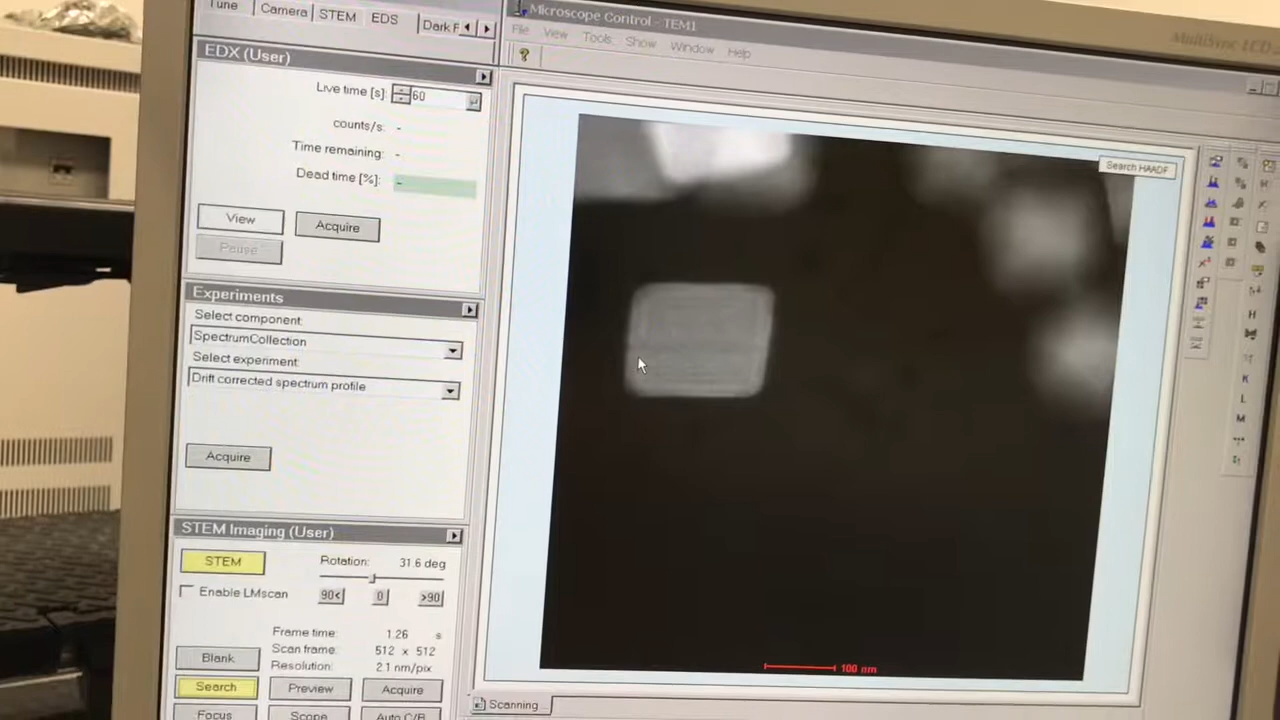 Tune Camera STEM EDS Dark F
EDX (User)
Live time [s]: 60
counts/s: -
Time remaining: -
Dead time [%]: -
View Acquire
Pause
Experiments
Select component:
SpectrumCollection
Select experiment:
Drift corrected spectrum profile
Acquire
STEM Imaging (User)
STEM
Rotation: 31.6 deg
Enable LMscan
90< 0 >90
Frame time: 1.26 s
Scan frame: 512 x 512
Resolution: 2.1 nm/pix
Blank
Search Preview Acquire
Focus Scope Auto C/B
Microscope Control - TEM1
File View Tools Show Window Help
?
Search HAADF
100 nm
Scanning
MultiSync LCD
H
K
L
M